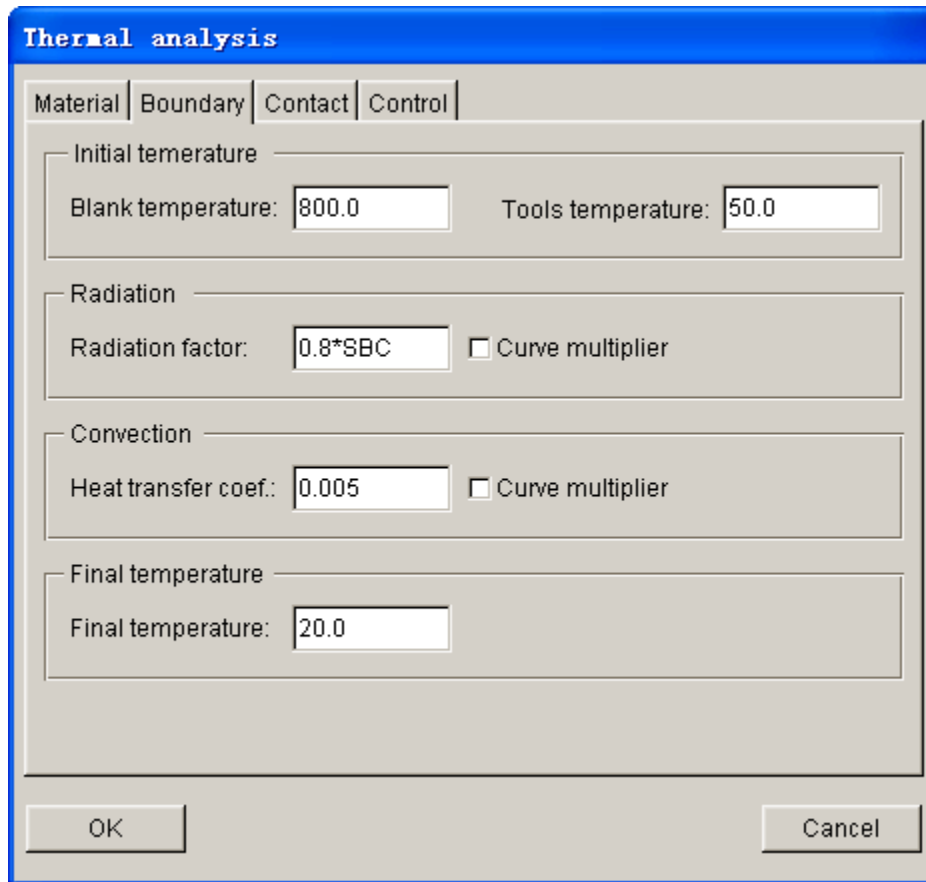 Thermal analysis
Material Boundary Contact Control
Initial temerature
Blank temperature: 800.0 Tools temperature: 50.0
Radiation
Radiation factor: 0.8*SBC Curve multiplier
Convection
Heat transfer coef.: 0.005 Curve multiplier
Final temperature
Final temperature: 20.0
OK Cancel